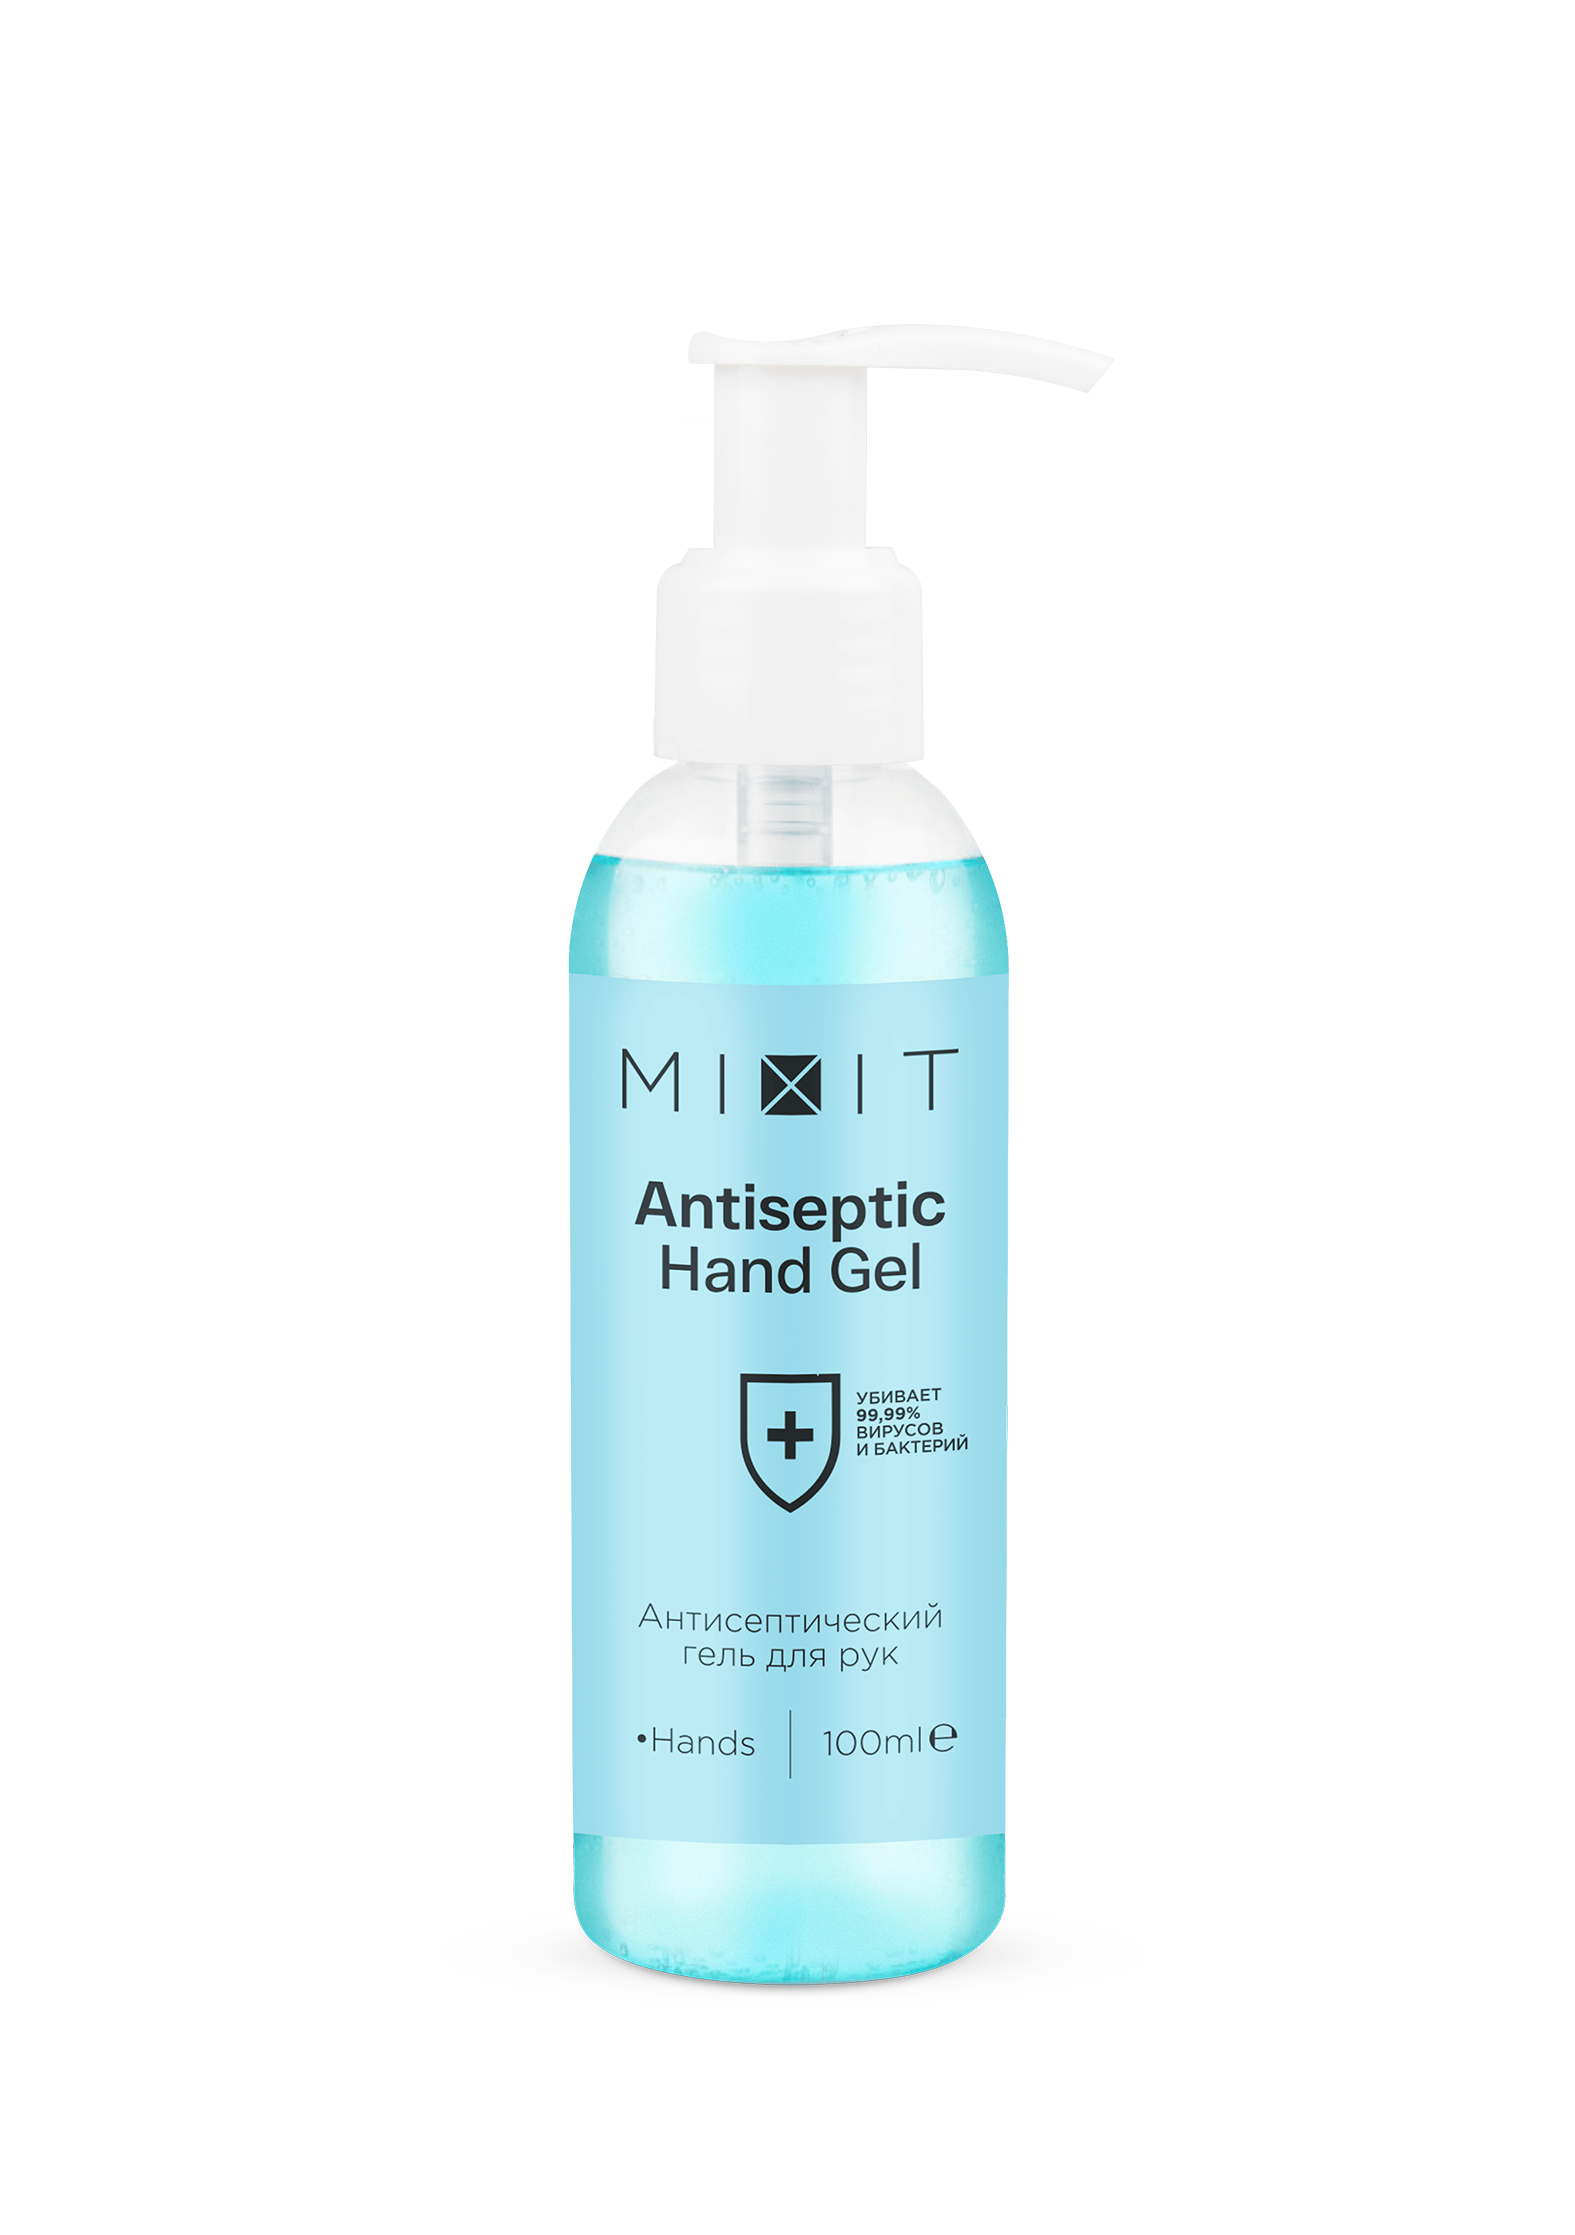 MIXIT
Antiseptic
Hand Gel
УБИВАЕТ
99,99%
ВИРУСОВ
И БАКТЕРИЙ
Антисептический
гель для рук
•Hands | 100ml ℮